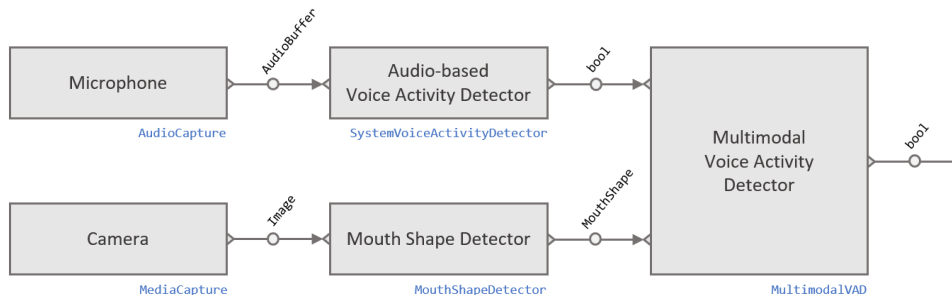 Microphone
AudioCapture
AudioBuffer
Audio-based
Voice Activity Detector
SystemVoiceActivityDetector
bool
Multimodal
Voice Activity
Detector
MultimodalVAD
bool
Camera
MediaCapture
Image
Mouth Shape Detector
MouthShapeDetector
MouthShape